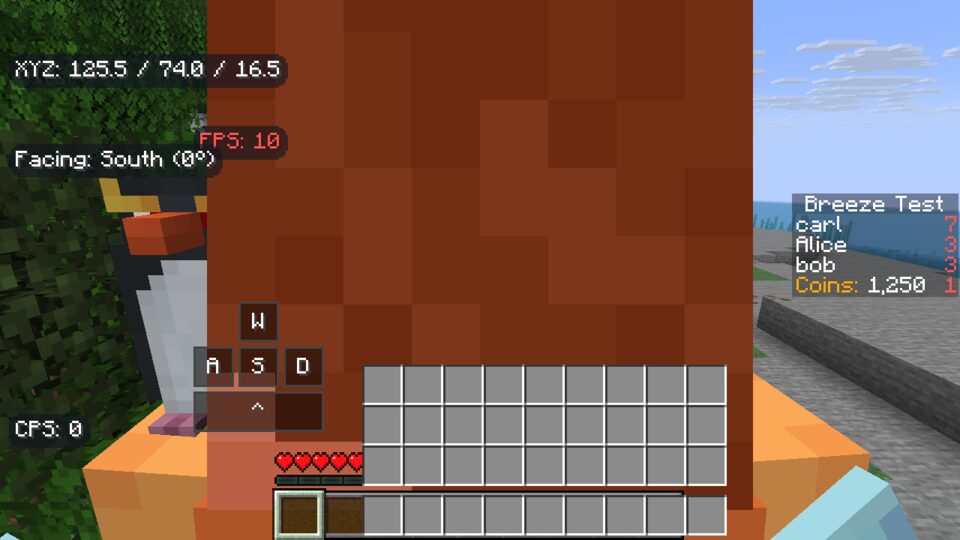 XYZ: 125.5 / 74.0 / 16.5
FPS: 10
Facing: South (0°)
Breeze Test
carl 7
Alice 3
bob 3
Coins: 1,250 1
W
A S D
^
CPS: 0